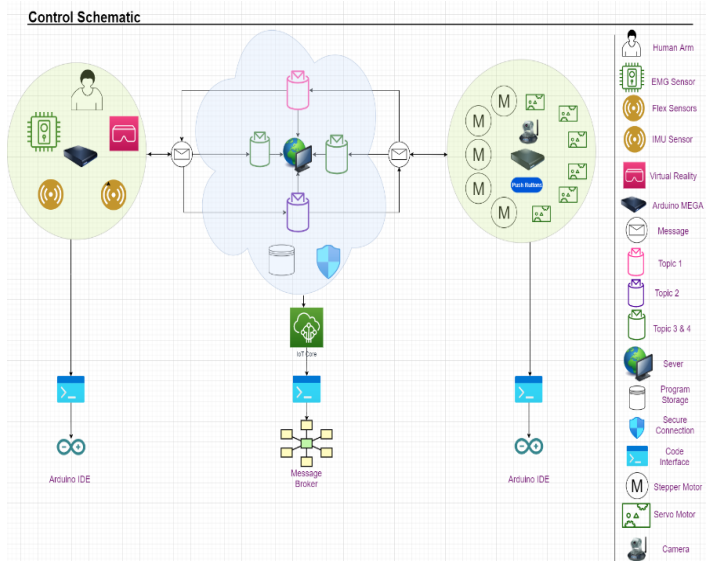 Control Schematic
Push Buttons
IoT Core
Arduino IDE
Message
Broker
Arduino IDE
Human Arm
EMG Sensor
Flex Sensors
IMU Sensor
Virtual Reality
Arduino MEGA
Message
Topic 1
Topic 2
Topic 3 & 4
Sever
Program
Storage
Secure
Connection
Code
Interface
M
Stepper Motor
Servo Motor
Camera
M
M
M
M
M